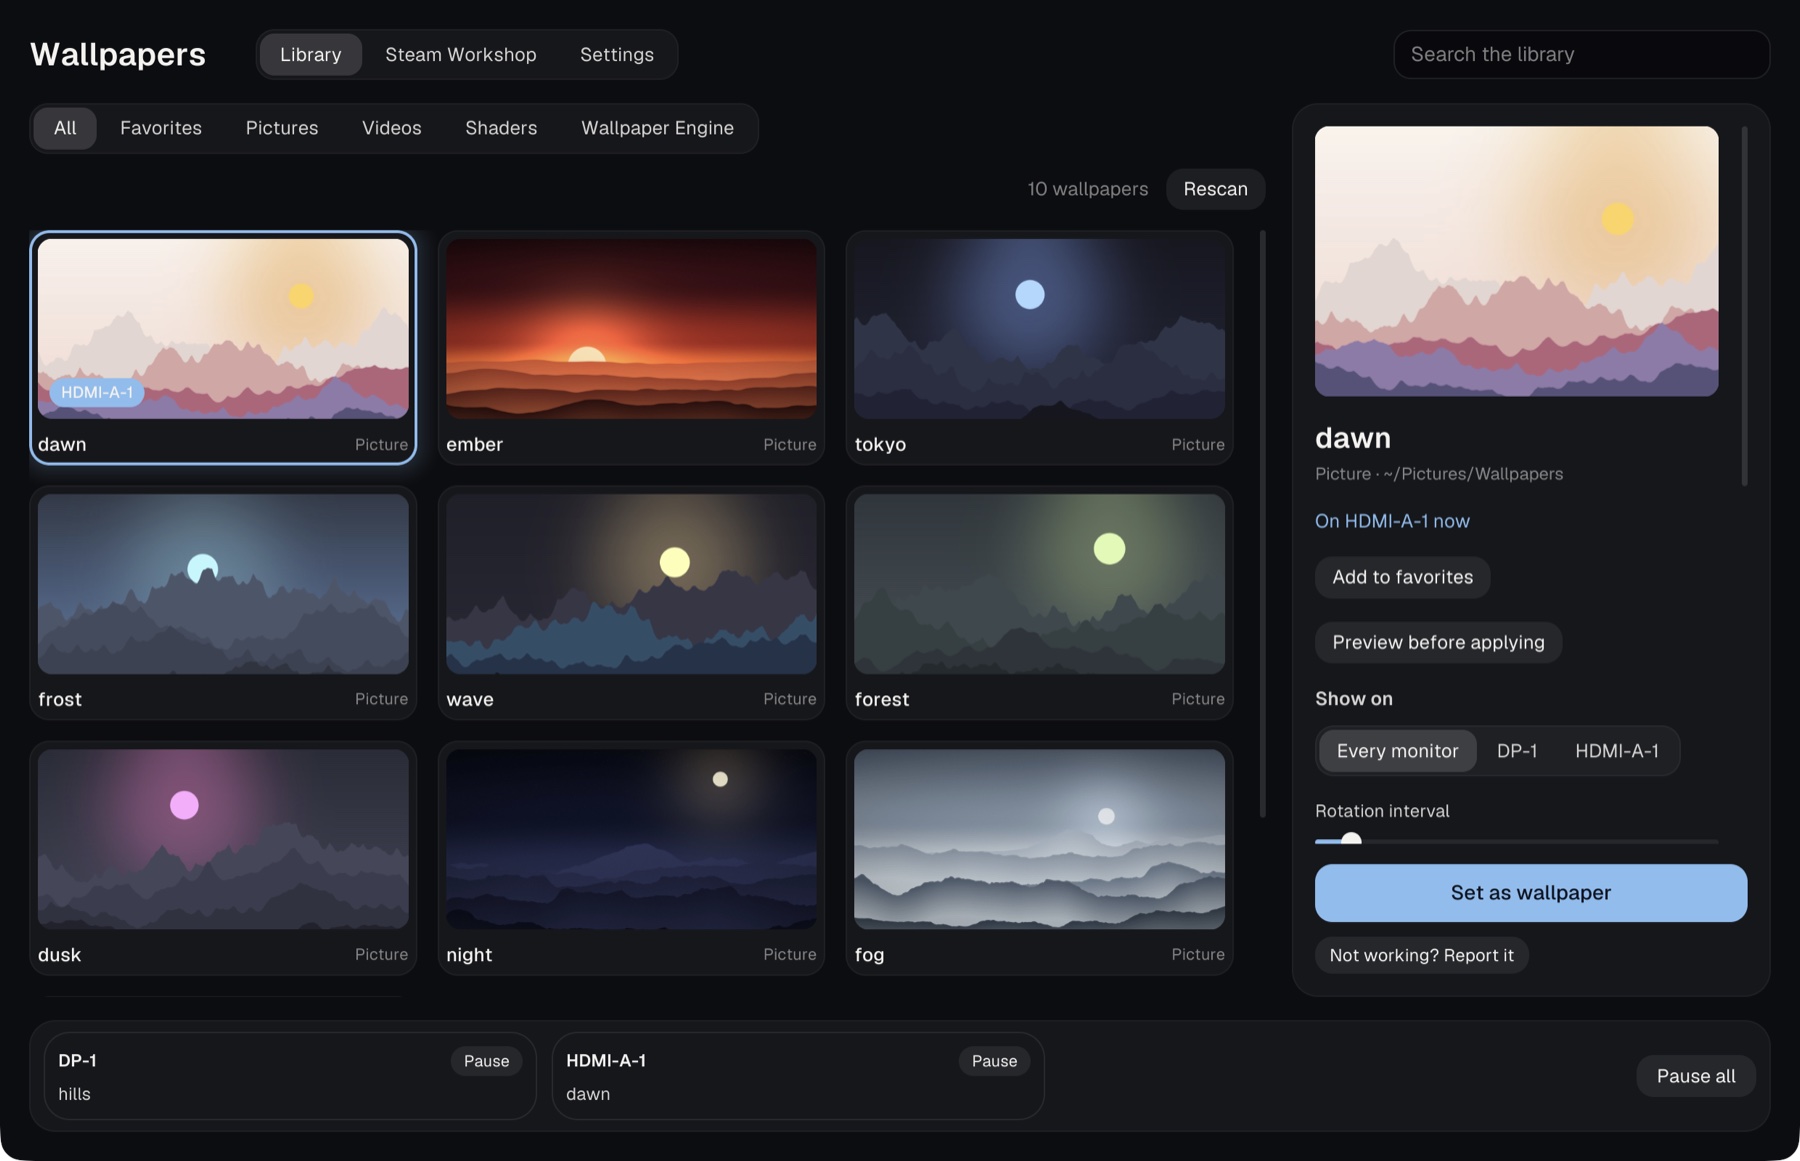 Wallpapers
Library Steam Workshop Settings
Search the library
All Favorites Pictures Videos Shaders Wallpaper Engine
10 wallpapers Rescan
HDMI-A-1
dawn Picture
ember Picture
tokyo Picture
frost Picture
wave Picture
forest Picture
dusk Picture
night Picture
fog Picture
dawn
Picture · ~/Pictures/Wallpapers
On HDMI-A-1 now
Add to favorites
Preview before applying
Show on
Every monitor DP-1 HDMI-A-1
Rotation interval
Set as wallpaper
Not working? Report it
DP-1 Pause
hills
HDMI-A-1 Pause
dawn
Pause all